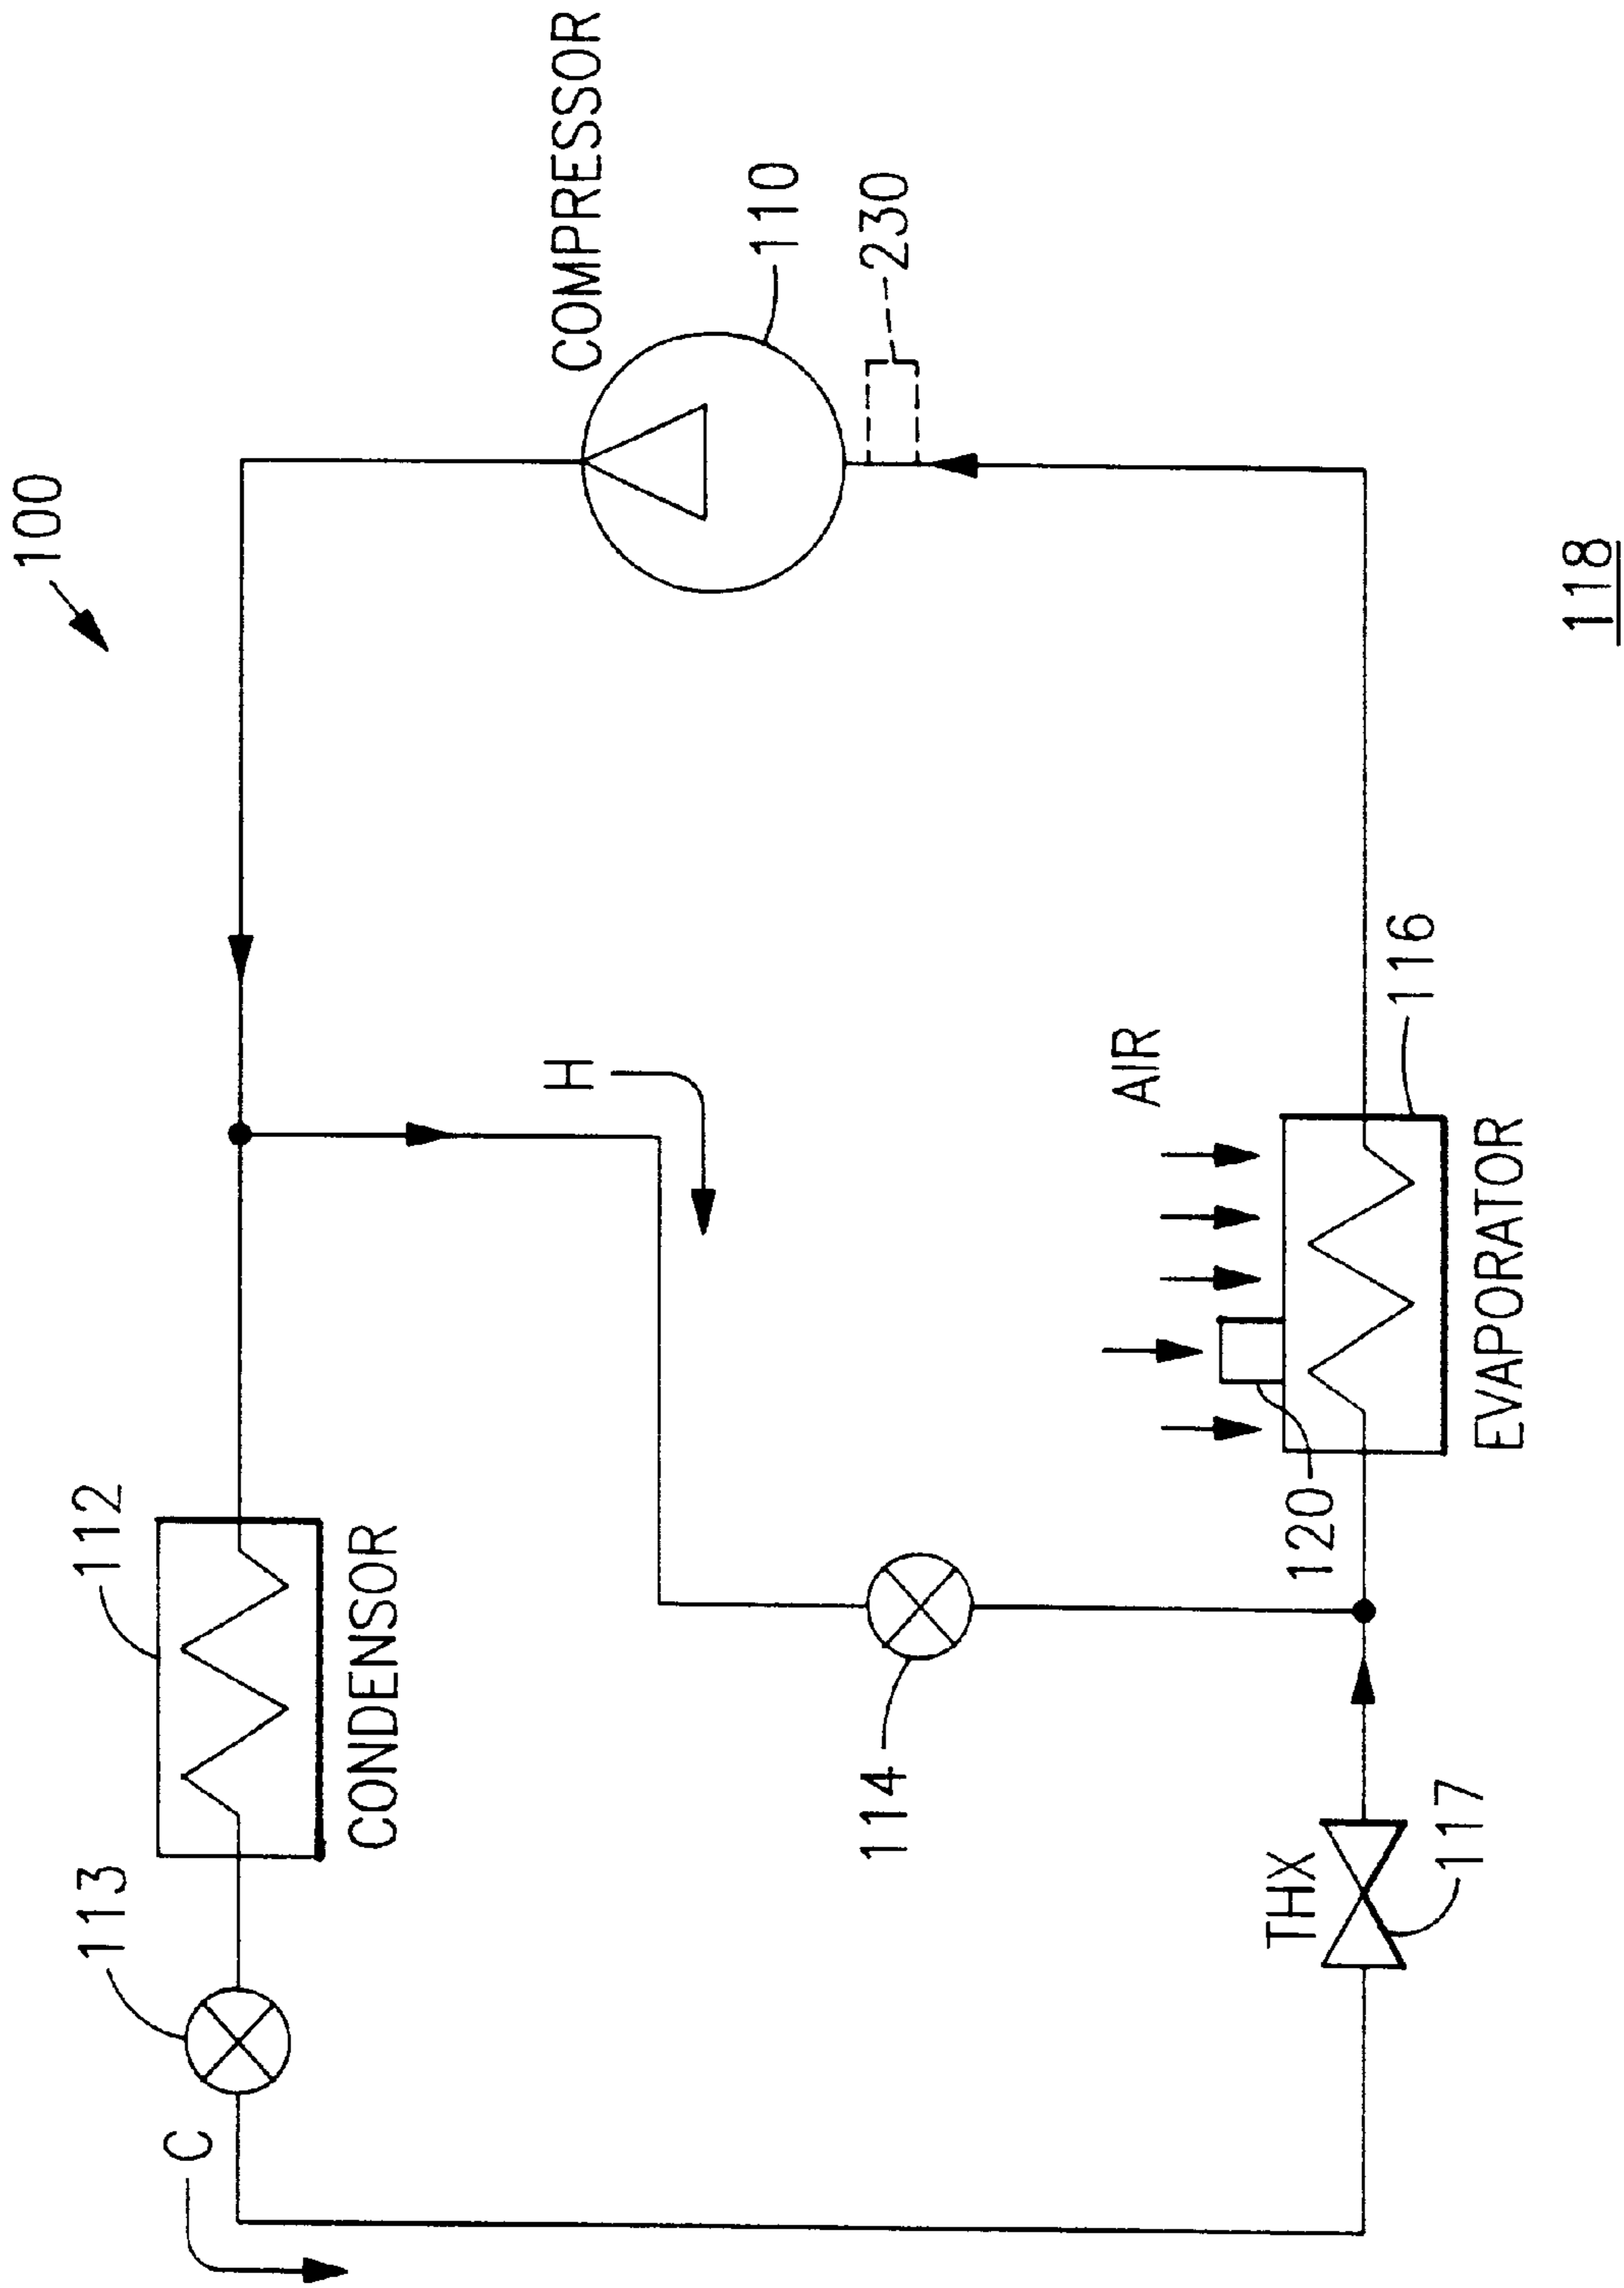 100
COMPRESSOR
110
230
118
112
CONDENSOR
113
C
H
114
AIR
116
EVAPORATOR
120
THX
117